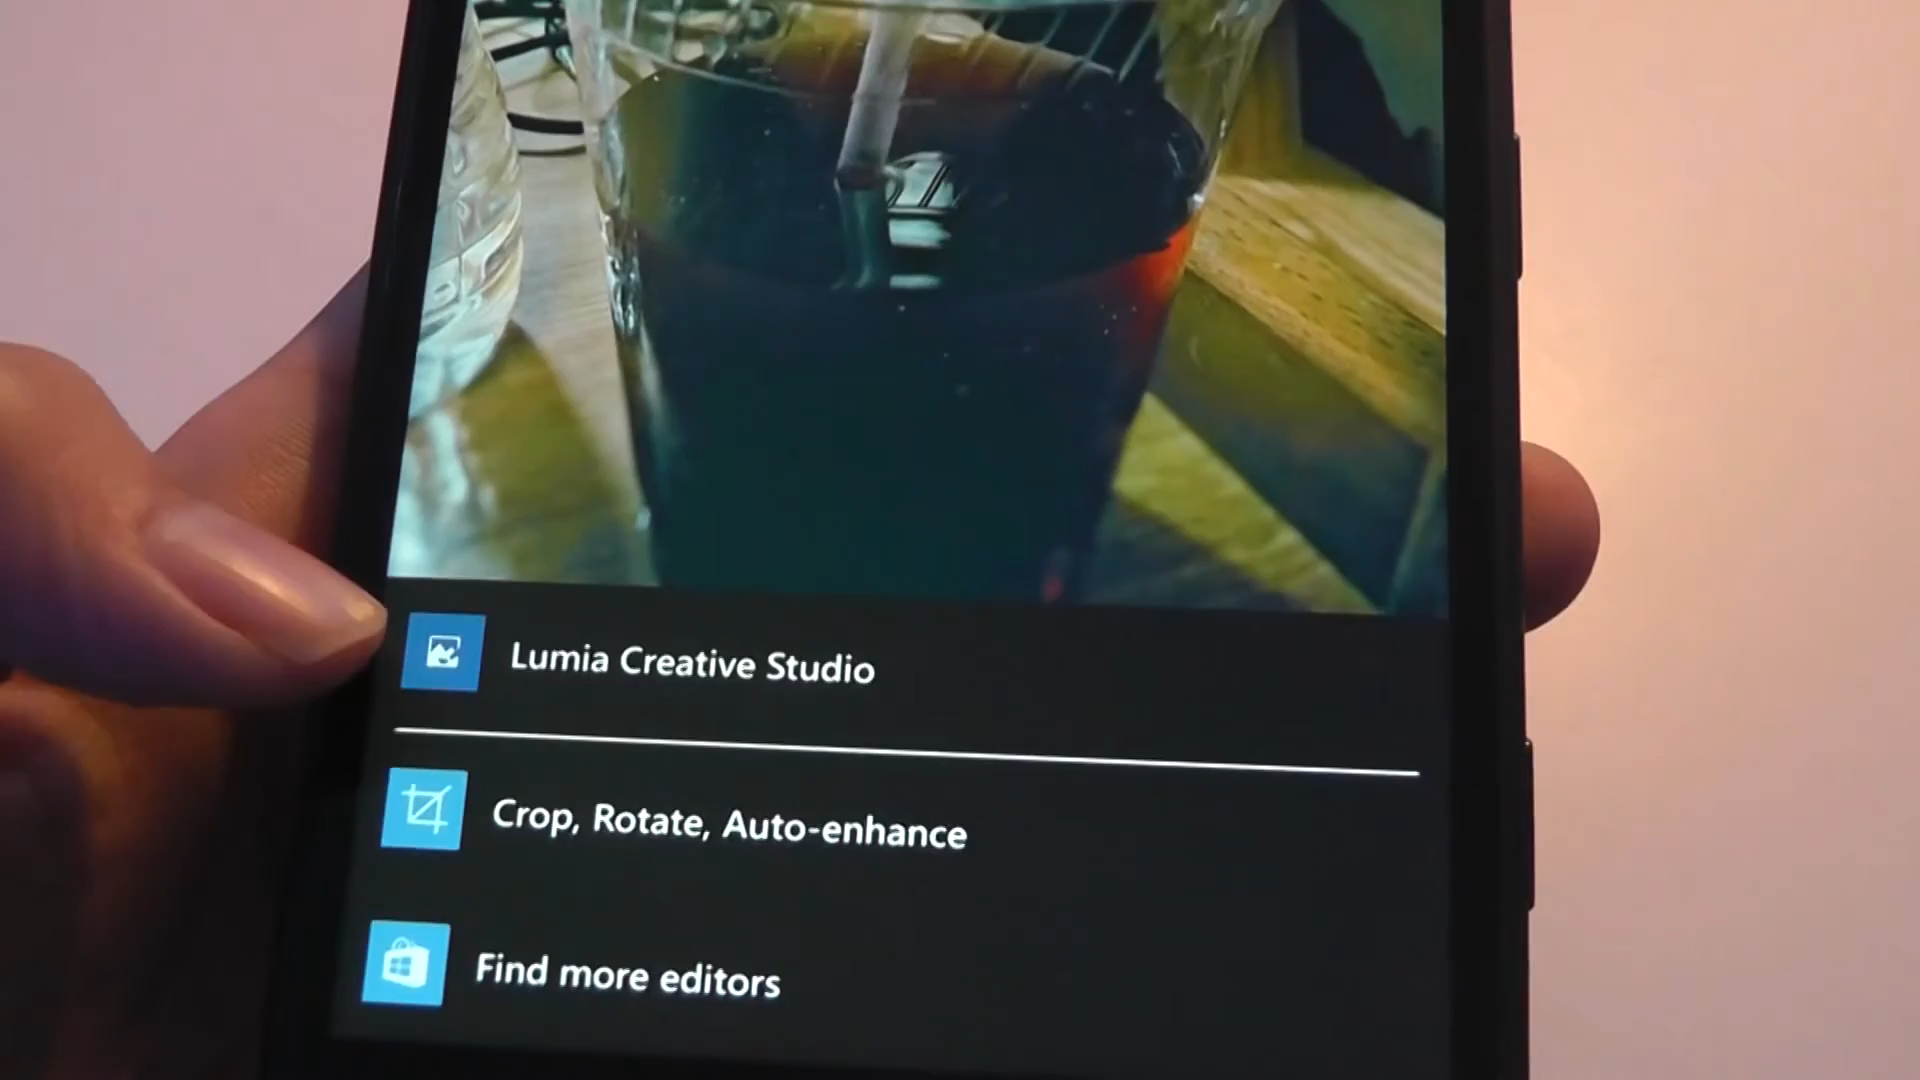 Lumia Creative Studio
Crop, Rotate, Auto-enhance
Find more editors